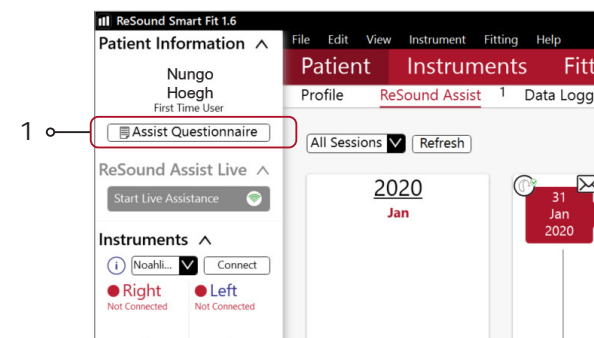 ReSound Smart Fit 1.6
Patient Information
File Edit View Instrument Fitting Help
Patient Instruments Fitt
Nungo
Hoegh
First Time User
Profile ReSound Assist 1 Data Logg
1
Assist Questionnaire
All Sessions Refresh
ReSound Assist Live
Start Live Assistance
2020
Jan
31
Jan
2020
Instruments
i Noahli... Connect
Right Left
Not Connected Not Connected